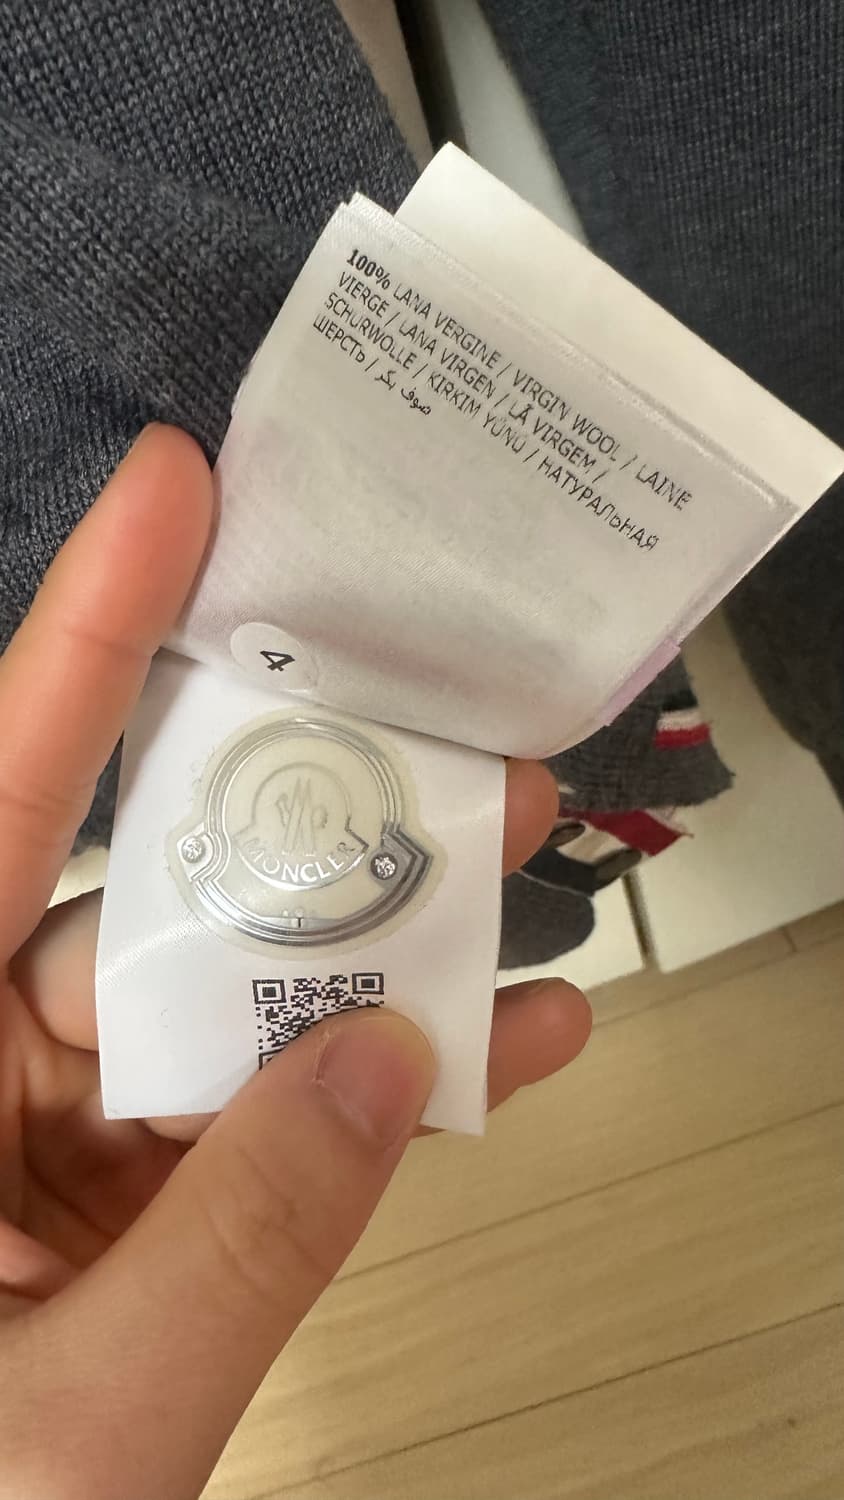 100% LANA VERGINE / VIRGIN WOOL / LAINE
VIERGE / LANA VIRGEN / LÃ VIRGEM /
SCHURWOLLE / KIRKIM YÜNÜ / НАТУРАЛЬНАЯ
ШЕРСТЬ / صوف بكر
4
MONCLER